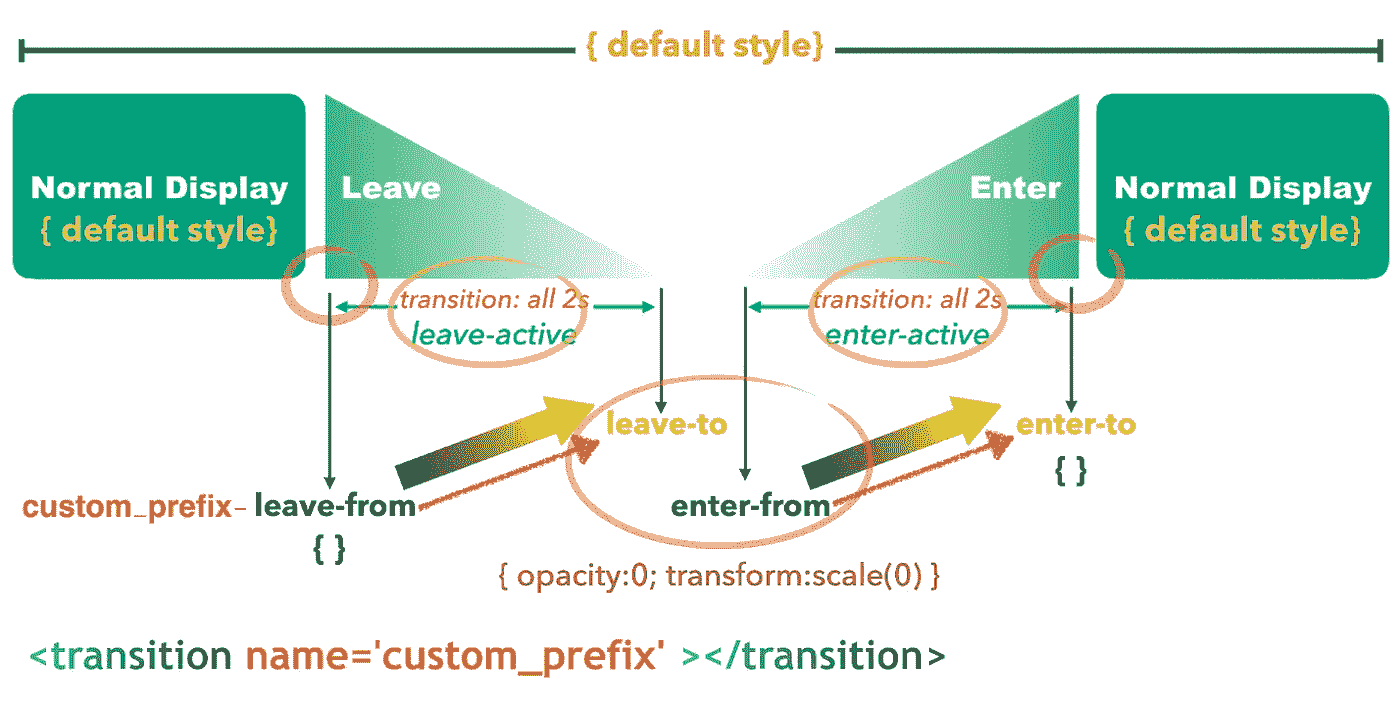 { default style}
Normal Display
{ default style}
Leave
Enter
Normal Display
{ default style}
transition: all 2s
leave-active
transition: all 2s
enter-active
leave-to
enter-to
{ }
custom_prefix- leave-from
{ }
enter-from
{ opacity:0; transform:scale(0) }
<transition name='custom_prefix' ></transition>